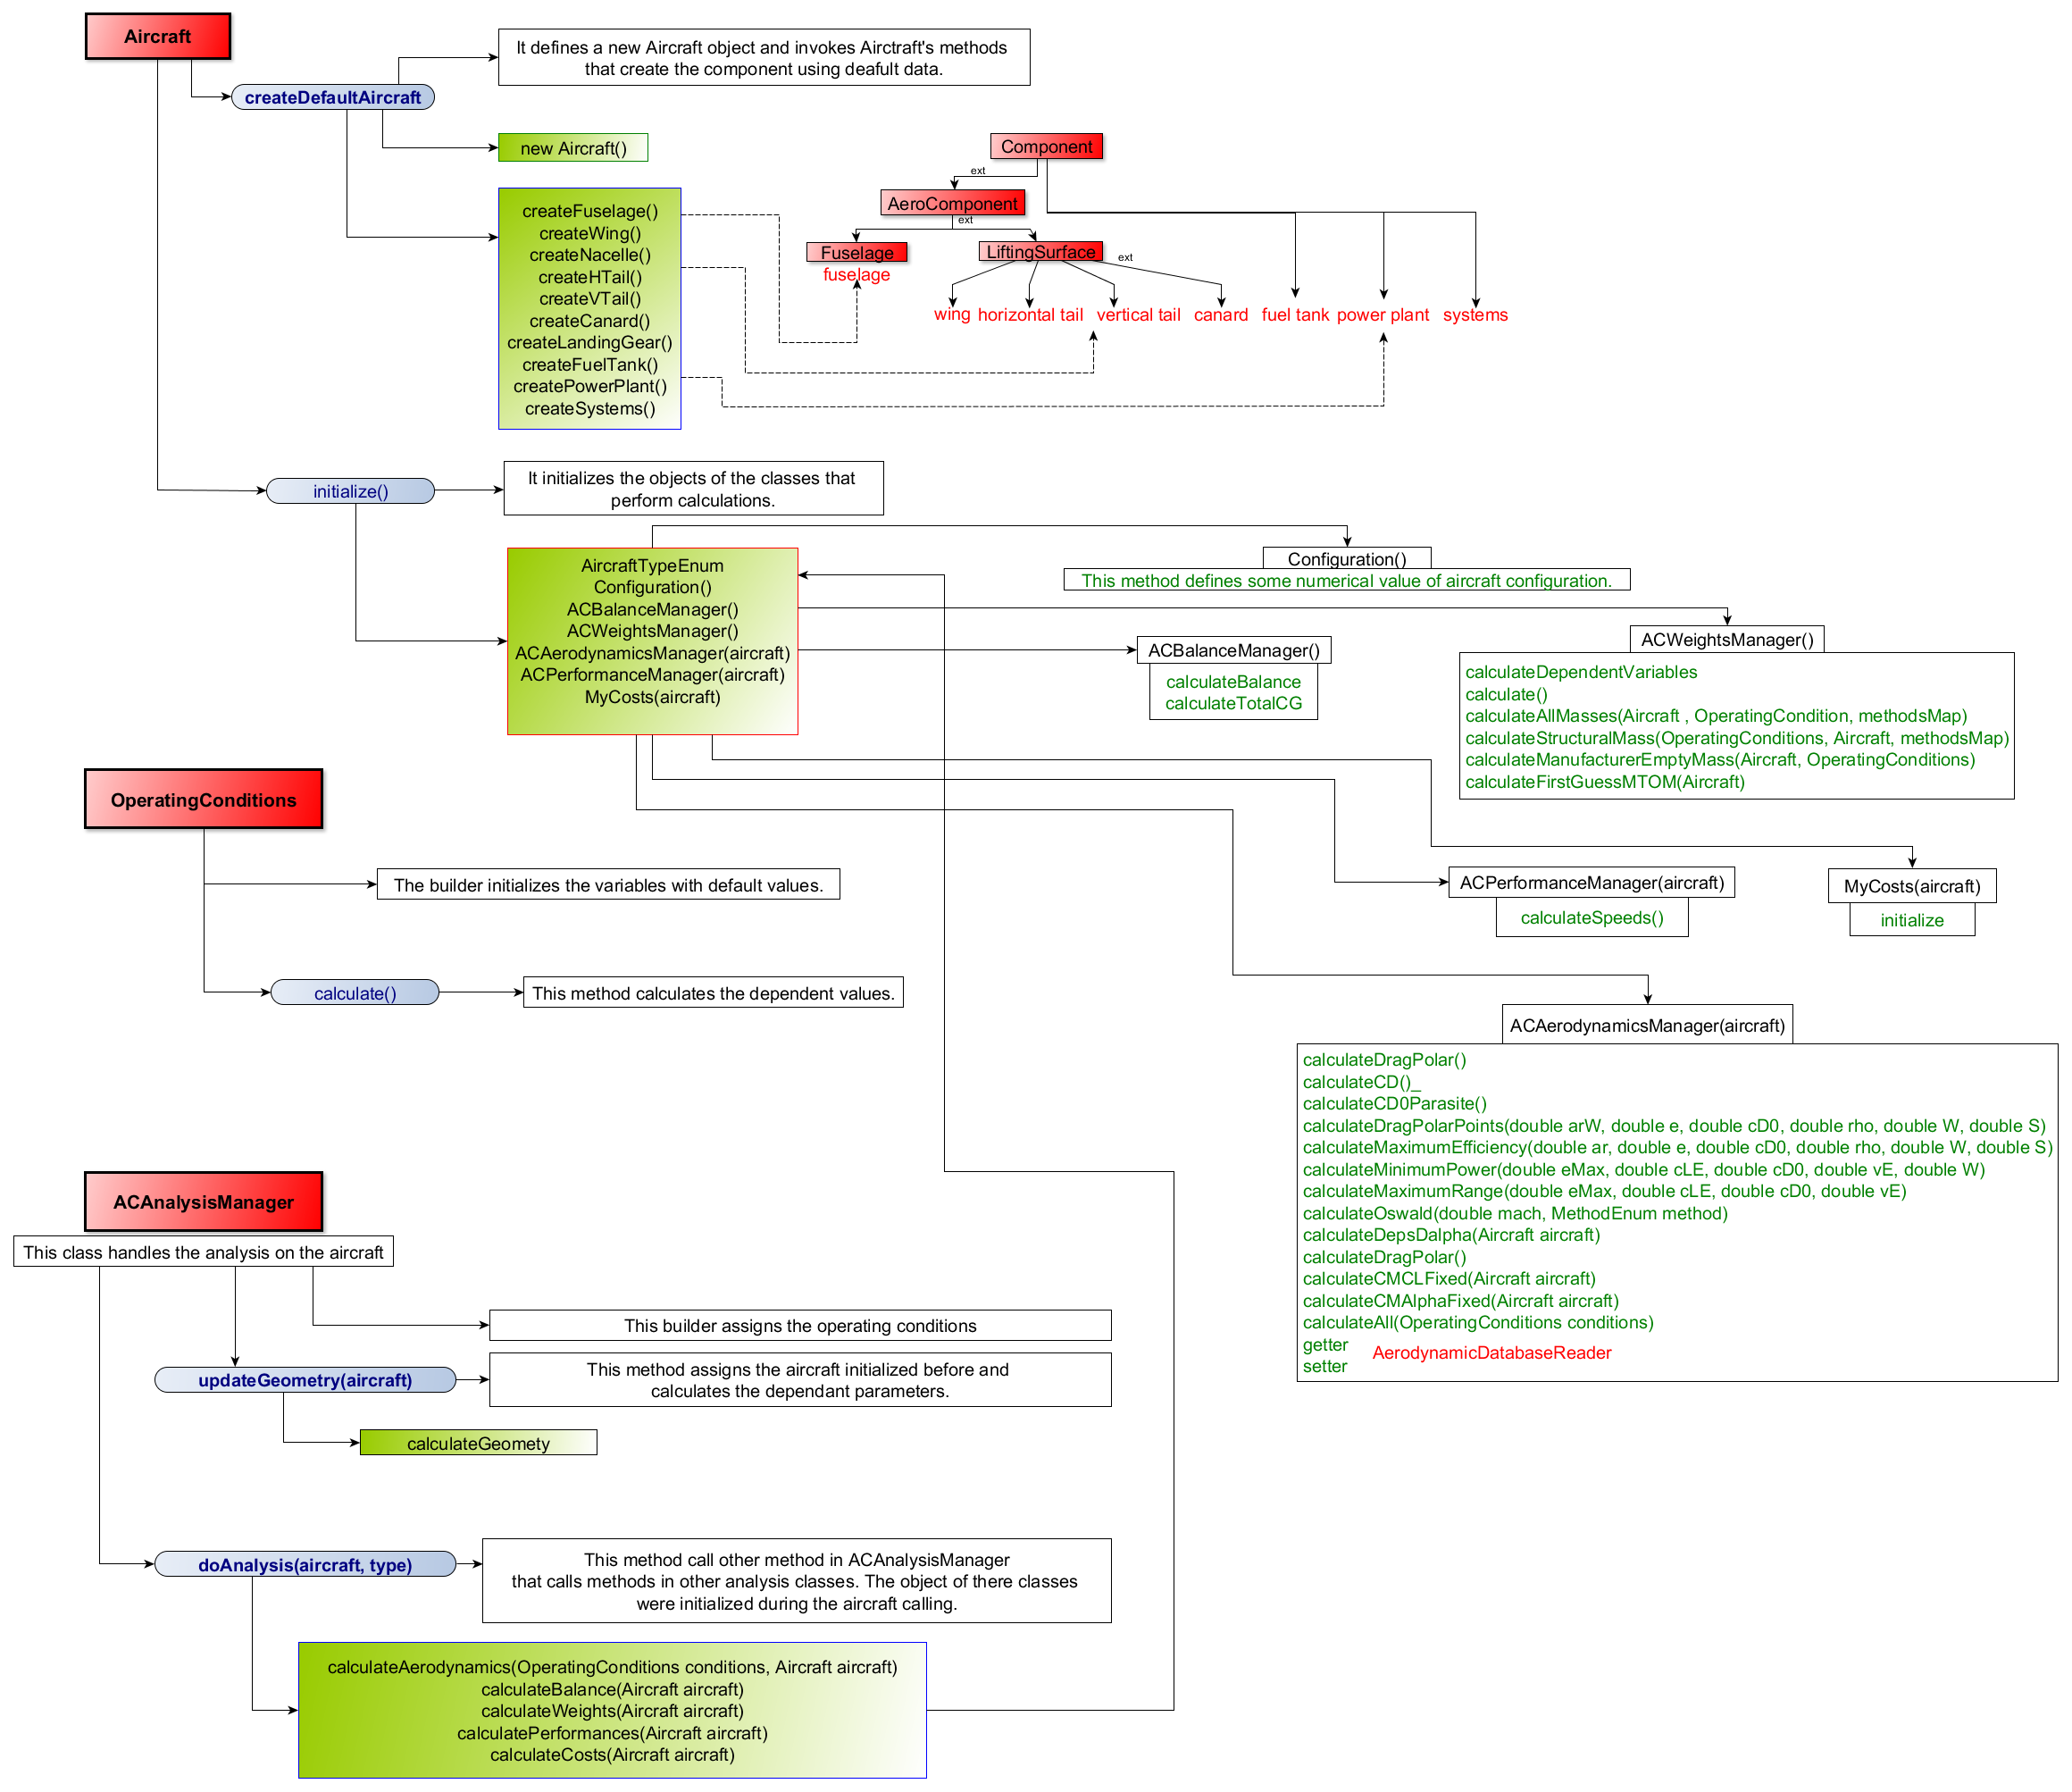 Aircraft
It defines a new Aircraft object and invokes Airctraft's methods
that create the component using deafult data.
createDefaultAircraft
new Aircraft()
Component
ext
AeroComponent
ext
Fuselage
fuselage
LiftingSurface
ext
wing
horizontal tail
vertical tail
canard
fuel tank
power plant
systems
createFuselage()
createWing()
createNacelle()
createHTail()
createVTail()
createCanard()
createLandingGear()
createFuelTank()
createPowerPlant()
createSystems()
initialize()
It initializes the objects of the classes that
perform calculations.
AircraftTypeEnum
Configuration()
ACBalanceManager()
ACWeightsManager()
ACAerodynamicsManager(aircraft)
ACPerformanceManager(aircraft)
MyCosts(aircraft)
Configuration()
This method defines some numerical value of aircraft configuration.
ACBalanceManager()
calculateBalance
calculateTotalCG
ACWeightsManager()
calculateDependentVariables
calculate()
calculateAllMasses(Aircraft , OperatingCondition, methodsMap)
calculateStructuralMass(OperatingConditions, Aircraft, methodsMap)
calculateManufacturerEmptyMass(Aircraft, OperatingConditions)
calculateFirstGuessMTOM(Aircraft)
OperatingConditions
The builder initializes the variables with default values.
ACPerformanceManager(aircraft)
calculateSpeeds()
MyCosts(aircraft)
initialize
calculate()
This method calculates the dependent values.
ACAerodynamicsManager(aircraft)
calculateDragPolar()
calculateCD()_
calculateCD0Parasite()
calculateDragPolarPoints(double arW, double e, double cD0, double rho, double W, double S)
calculateMaximumEfficiency(double ar, double e, double cD0, double rho, double W, double S)
calculateMinimumPower(double eMax, double cLE, double cD0, double vE, double W)
calculateMaximumRange(double eMax, double cLE, double cD0, double vE)
calculateOswald(double mach, MethodEnum method)
calculateDepsDalpha(Aircraft aircraft)
calculateDragPolar()
calculateCMCLFixed(Aircraft aircraft)
calculateCMAlphaFixed(Aircraft aircraft)
calculateAll(OperatingConditions conditions)
getter
setter
AerodynamicDatabaseReader
ACAnalysisManager
This class handles the analysis on the aircraft
This builder assigns the operating conditions
updateGeometry(aircraft)
This method assigns the aircraft initialized before and
calculates the dependant parameters.
calculateGeomety
doAnalysis(aircraft, type)
This method call other method in ACAnalysisManager
that calls methods in other analysis classes. The object of there classes
were initialized during the aircraft calling.
calculateAerodynamics(OperatingConditions conditions, Aircraft aircraft)
calculateBalance(Aircraft aircraft)
calculateWeights(Aircraft aircraft)
calculatePerformances(Aircraft aircraft)
calculateCosts(Aircraft aircraft)